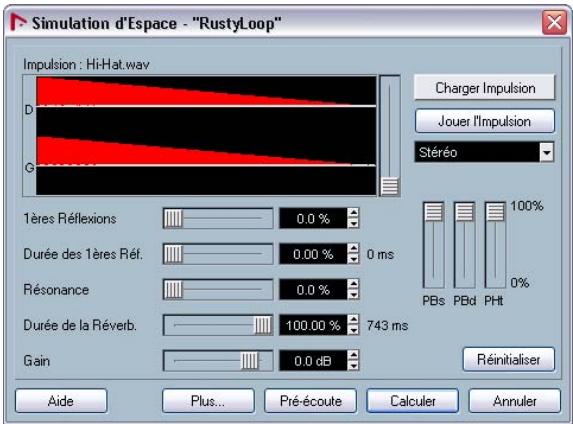 Simulation d'Espace - "RustyLoop"
Impulsion : Hi-Hat.wav
D
G
Charger Impulsion
Jouer l'Impulsion
Stéréo
1ères Réflexions 0.0 %
Durée des 1ères Réf. 0.00 % 0 ms
Résonance 0.0 %
Durée de la Réverb. 100.00 % 743 ms
Gain 0.0 dB
100%
0%
PBs PBd PHt
Réinitialiser
Aide Plus... Pré-écoute Calculer Annuler